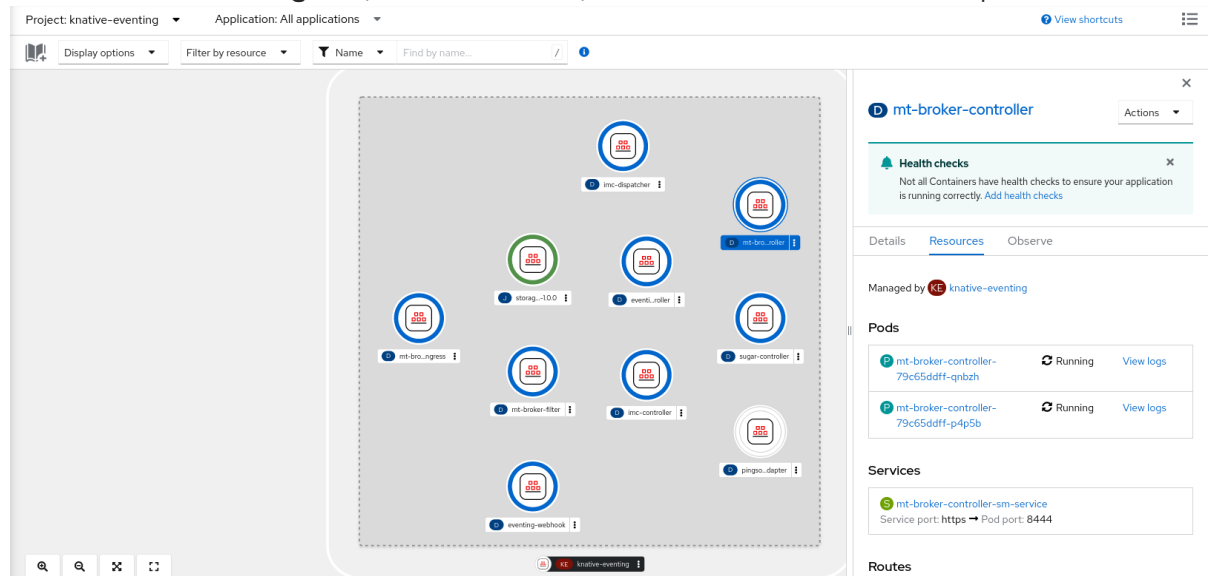 Project: knative-eventing Application: All applications View shortcuts
Display options Filter by resource Name Find by name... /
mt-broker-controller
Actions
Health checks
Not all Containers have health checks to ensure your application
is running correctly. Add health checks
Details Resources Observe
Managed by KE knative-eventing
Pods
P mt-broker-controller-
79c65ddff-qnbzh
Running View logs
P mt-broker-controller-
79c65ddff-p4p5b
Running View logs
Services
S mt-broker-controller-sm-service
Service port: https → Pod port: 8444
Routes
D imc-dispatcher
D mt-bro...roller
J storag...-1.0.0
D eventi...roller
D mt-bro...ngress
D sugar-controller
D mt-broker-filter
D imc-controller
D pingso...dapter
D eventing-webhook
KE knative-eventing